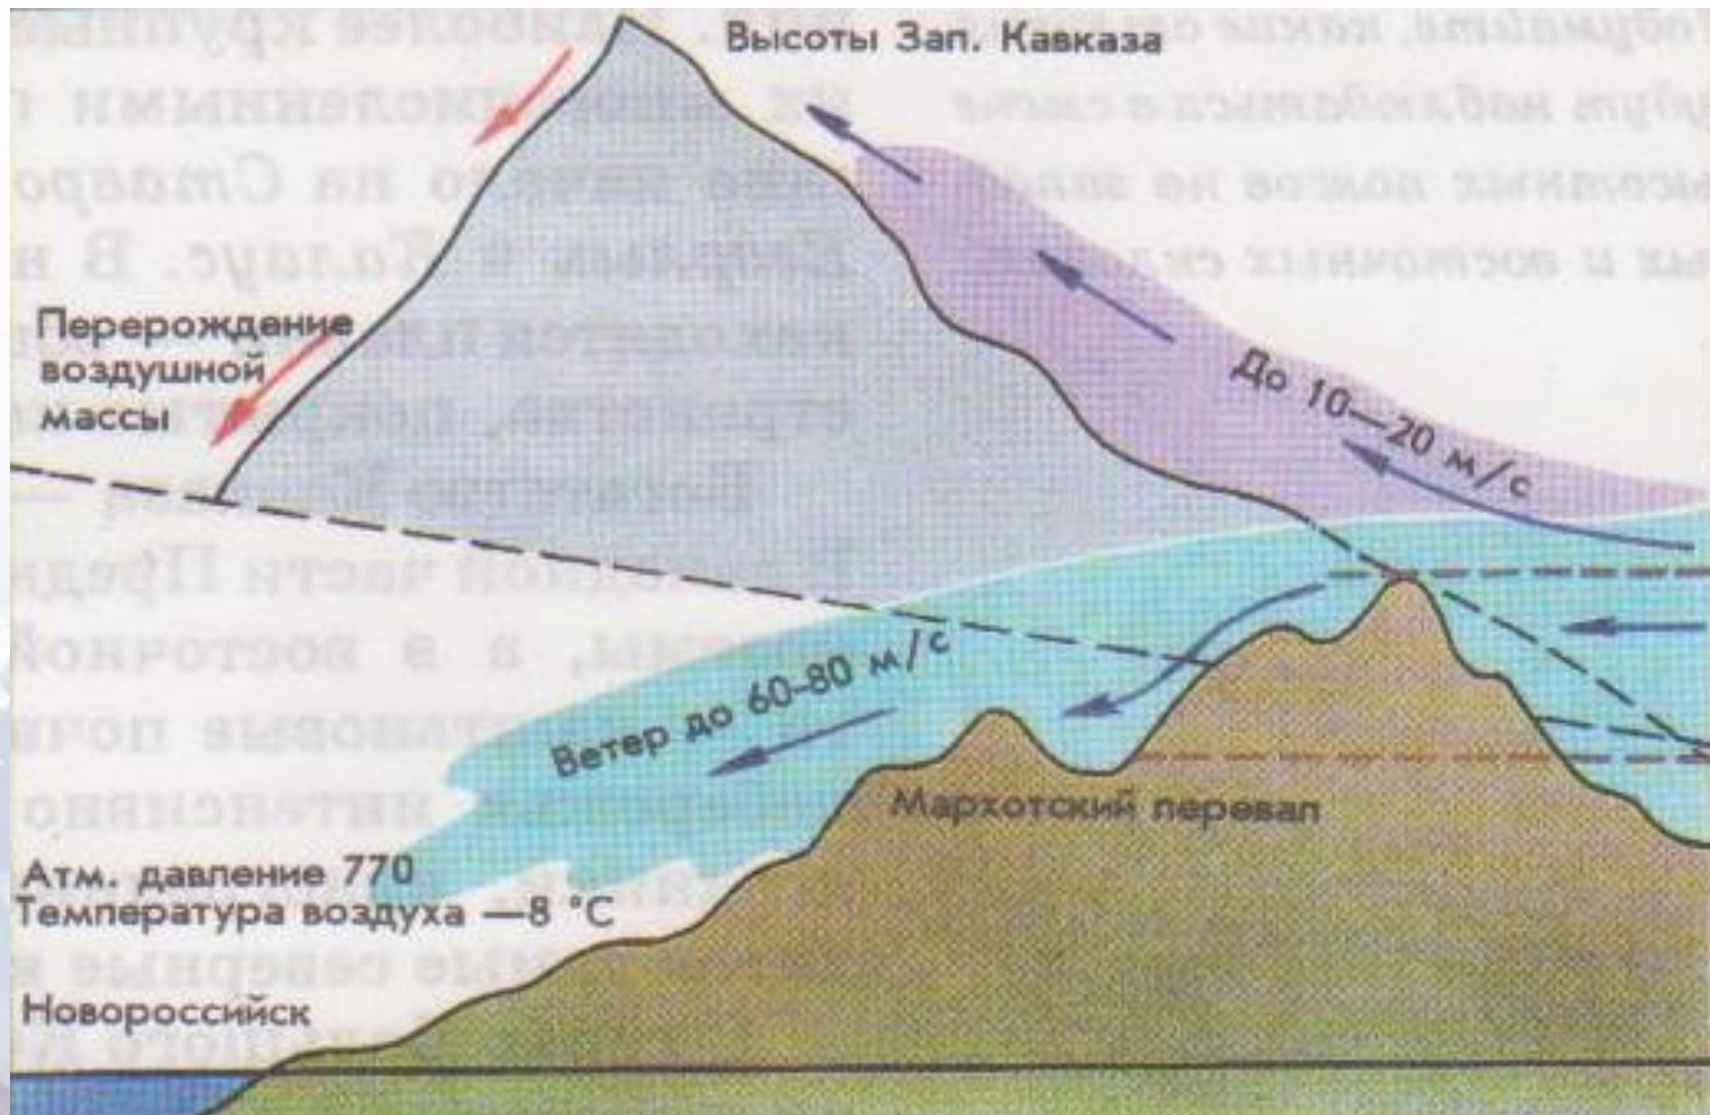 Высоты Зап. Кавказа
Перерождение
воздушной
массы
До 10—20 м/с
Ветер до 60-80 м/с
Мархотский перевал
Атм. давление 770
Температура воздуха —8 °С
Новороссийск